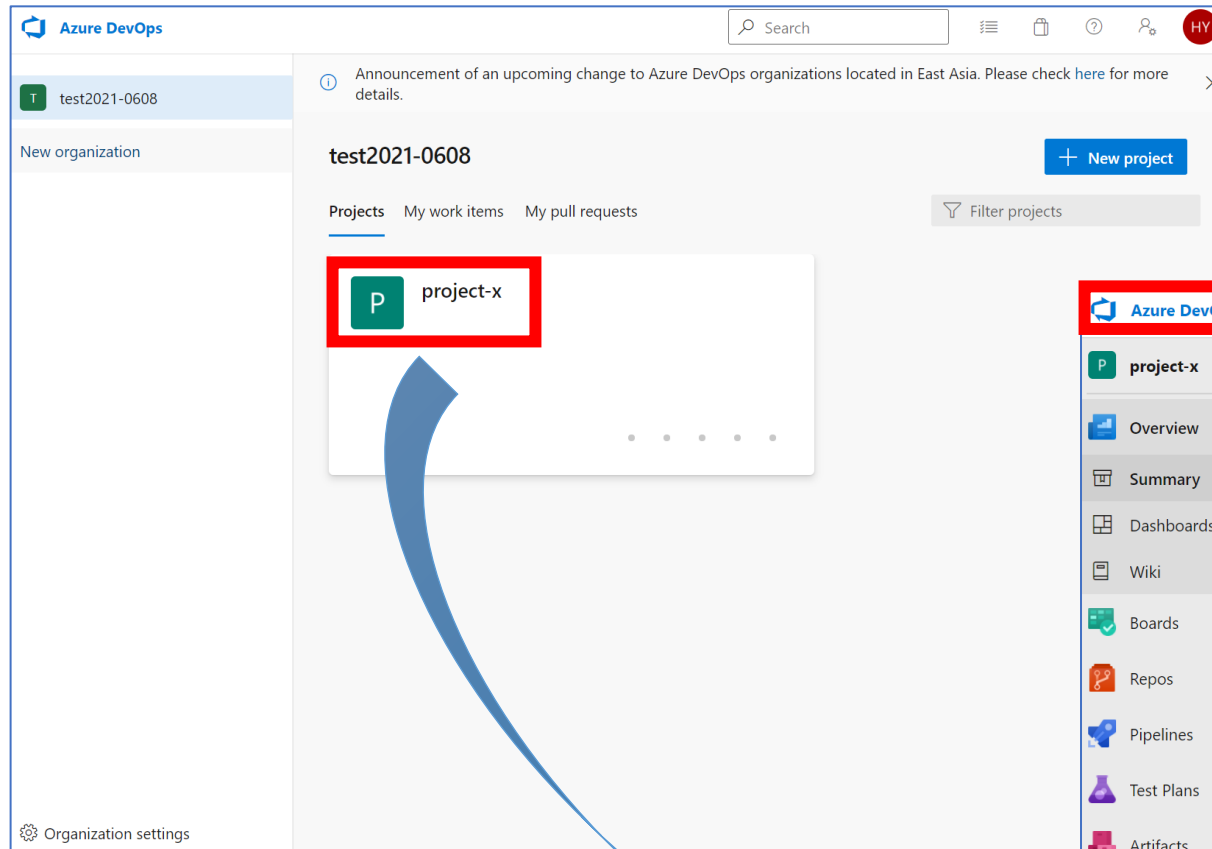 Azure DevOps
Search
HY
T
test2021-0608
New organization
Announcement of an upcoming change to Azure DevOps organizations located in East Asia. Please check here for more
details.
test2021-0608
New project
Projects My work items My pull requests
Filter projects
P
project-x
Azure Dev
P
project-x
Overview
Summary
Dashboards
Wiki
Boards
Repos
Pipelines
Test Plans
Artifacts
Organization settings